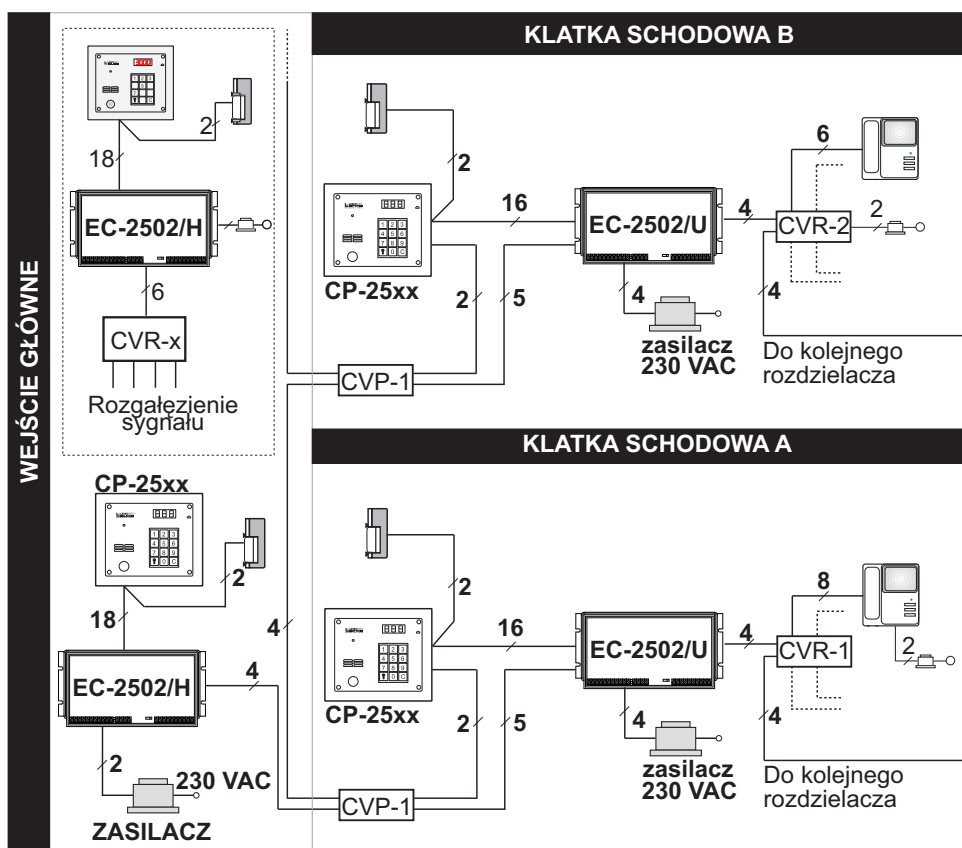 WEJŚCIE GŁÓWNE
2
18
EC-2502/H
6
CVR-x
Rozgałęzienie
sygnału
CP-25xx
2
18
4
EC-2502/H
4
2
230 VAC
ZASILACZ
KLATKA SCHODOWA B
2
16
EC-2502/U
4
6
CVR-2
2
CP-25xx
2
5
4
4
zasilacz
230 VAC
Do kolejnego
rozdzielacza
CVP-1
KLATKA SCHODOWA A
2
16
EC-2502/U
4
8
CVR-1
2
CP-25xx
2
5
4
4
zasilacz
230 VAC
Do kolejnego
rozdzielacza
CVP-1